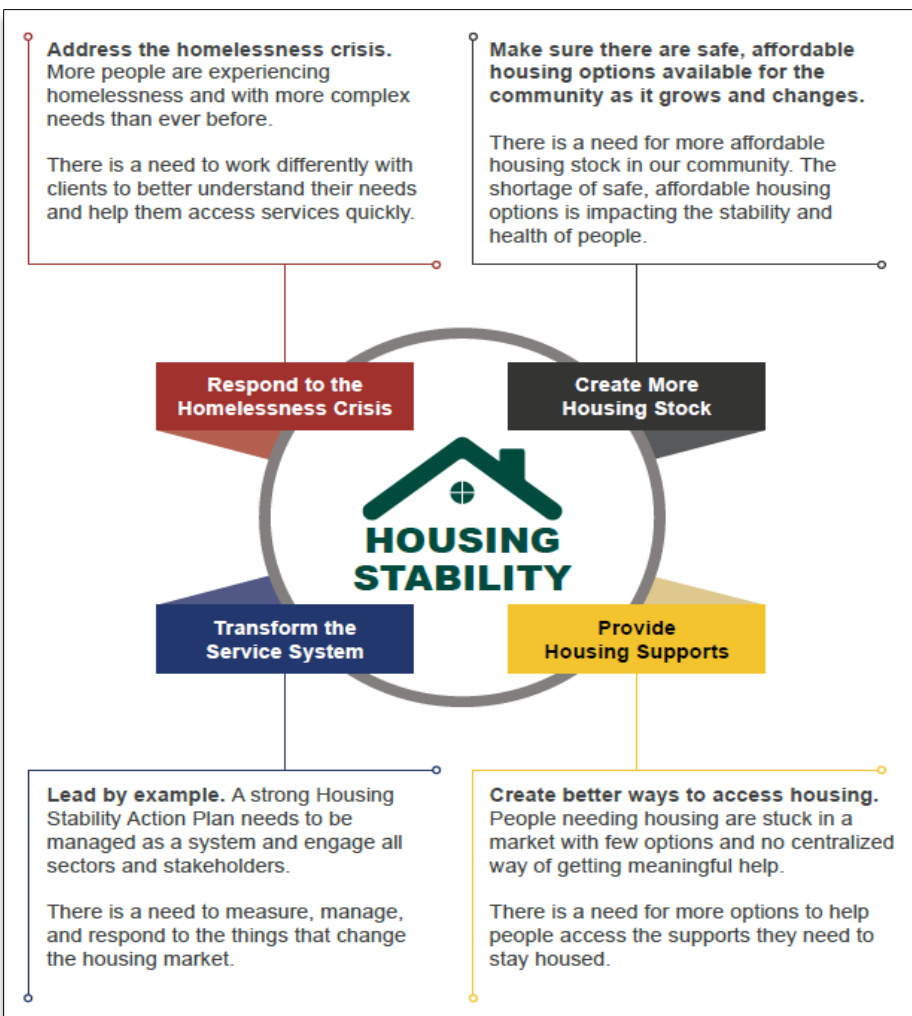 Address the homelessness crisis.
More people are experiencing
homelessness and with more complex
needs than ever before.
There is a need to work differently with
clients to better understand their needs
and help them access services quickly.
Make sure there are safe, affordable
housing options available for the
community as it grows and changes.
There is a need for more affordable
housing stock in our community. The
shortage of safe, affordable housing
options is impacting the stability and
health of people.
Respond to the
Homelessness Crisis
Create More
Housing Stock
HOUSING
STABILITY
Transform the
Service System
Provide
Housing Supports
Lead by example. A strong Housing
Stability Action Plan needs to be
managed as a system and engage all
sectors and stakeholders.
There is a need to measure, manage,
and respond to the things that change
the housing market.
Create better ways to access housing.
People needing housing are stuck in a
market with few options and no centralized
way of getting meaningful help.
There is a need for more options to help
people access the supports they need to
stay housed.